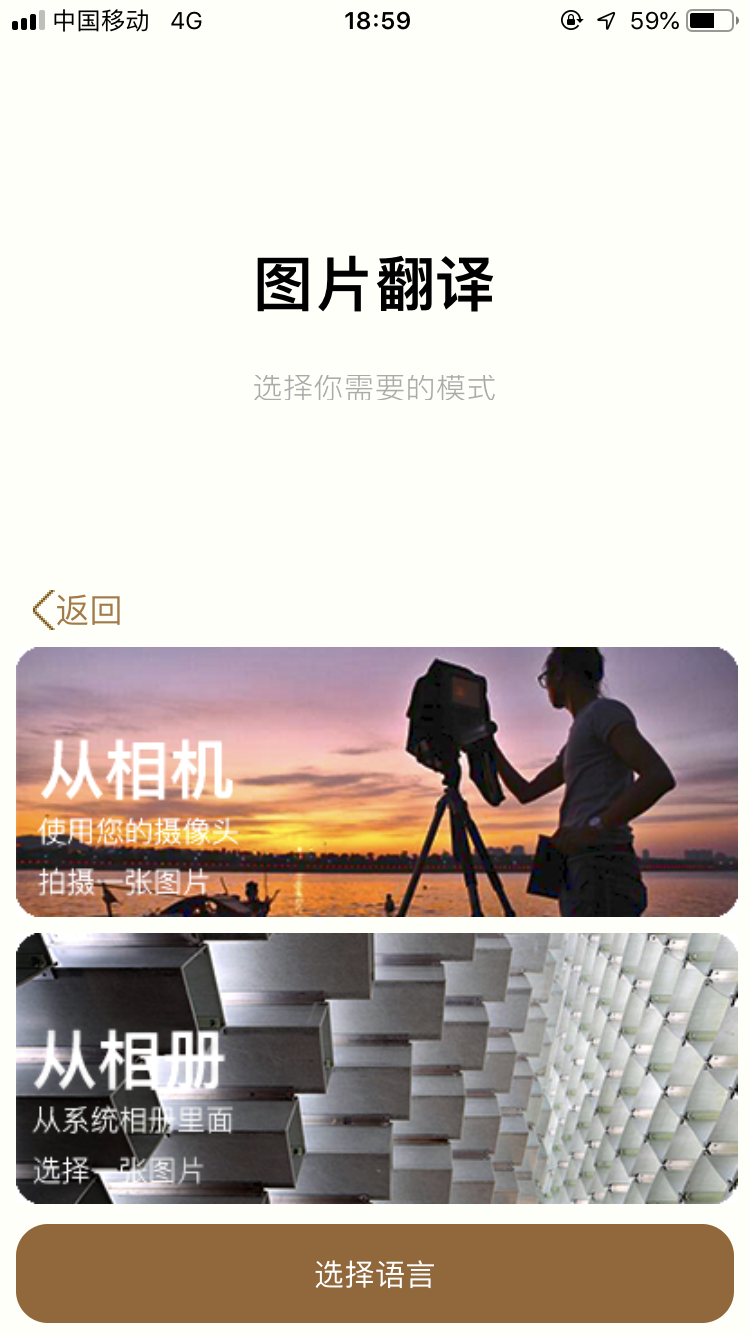 中国移动 4G 18:59 59%
图片翻译
选择你需要的模式
返回
从相机
使用您的摄像头
拍摄一张图片
从相册
从系统相册里面
选择一张图片
选择语言